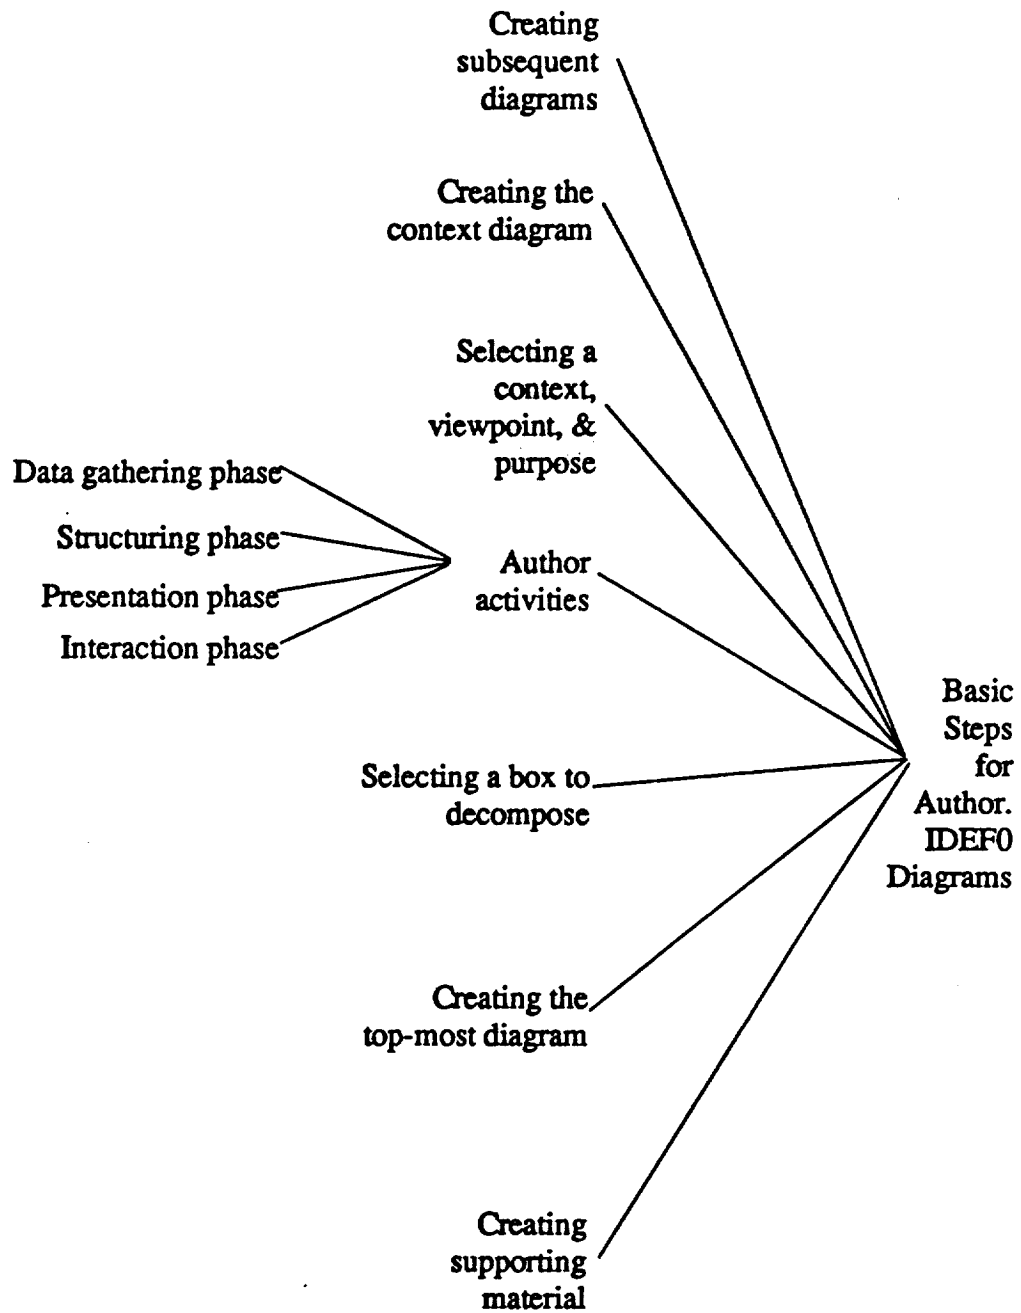 Creating
subsequent
diagrams
Creating the
context diagram
Selecting a
context,
viewpoint, &
purpose
Data gathering phase
Structuring phase
Presentation phase
Interaction phase
Author
activities
Selecting a box to
decompose
Creating the
top-most diagram
Creating
supporting
material
Basic
Steps
for
Author.
IDEF0
Diagrams